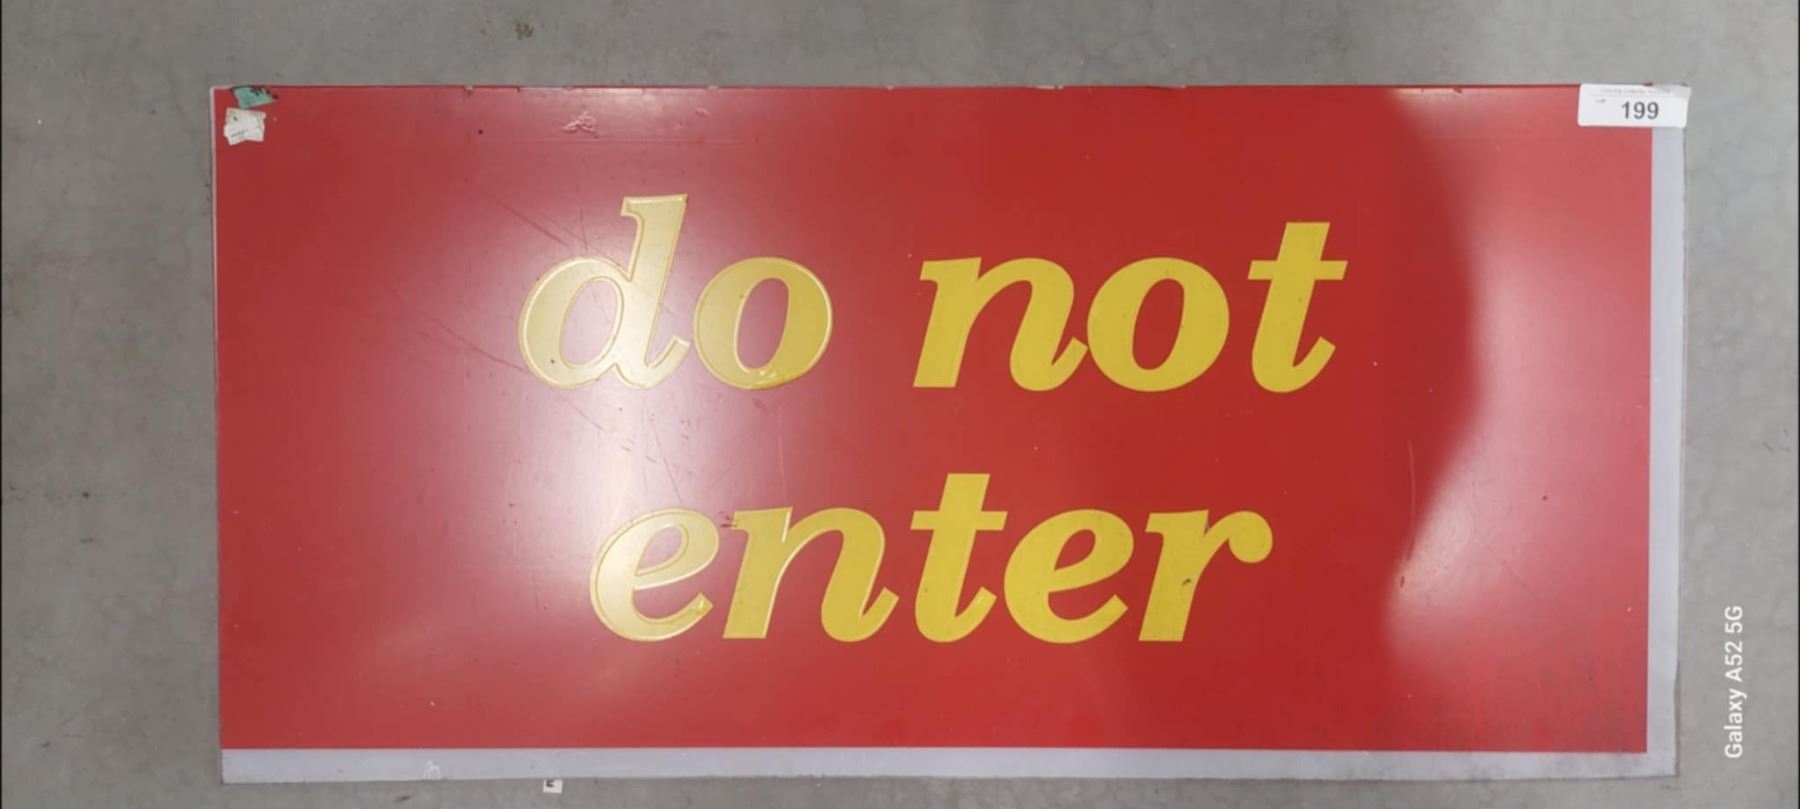 199
do not
enter
Galaxy A52 5G